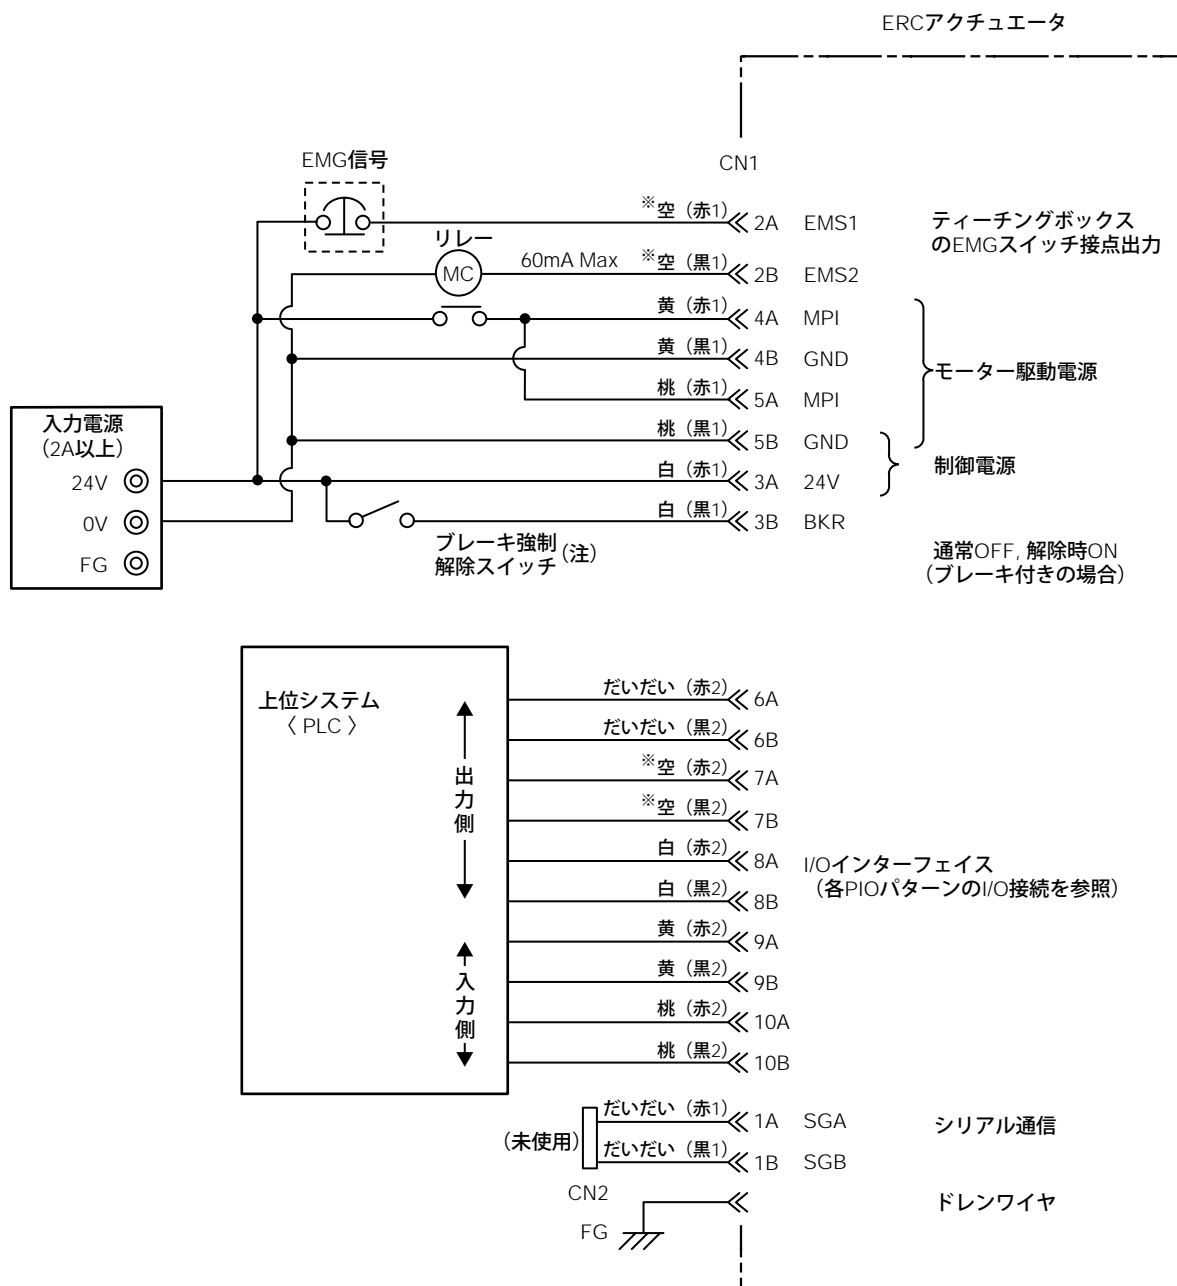 ERCアクチュエータ
CN1
EMG信号
※空（赤1） 2A EMS1
ティーチングボックス
のEMGスイッチ接点出力
リレー
MC 60mA Max ※空（黒1） 2B EMS2
黄（赤1） 4A MPI
黄（黒1） 4B GND
モーター駆動電源
桃（赤1） 5A MPI
桃（黒1） 5B GND
制御電源
白（赤1） 3A 24V
白（黒1） 3B BKR
入力電源
（2A以上）
24V
0V
FG
ブレーキ強制
解除スイッチ（注）
通常OFF, 解除時ON
（ブレーキ付きの場合）
上位システム
〈 PLC 〉
出力側
入力側
だいだい（赤2） 6A
だいだい（黒2） 6B
※空（赤2） 7A
※空（黒2） 7B
白（赤2） 8A
白（黒2） 8B
I/Oインターフェイス
（各PIOパターンのI/O接続を参照）
黄（赤2） 9A
黄（黒2） 9B
桃（赤2） 10A
桃（黒2） 10B
（未使用）
だいだい（赤1） 1A SGA
だいだい（黒1） 1B SGB
シリアル通信
CN2
FG
ドレンワイヤ